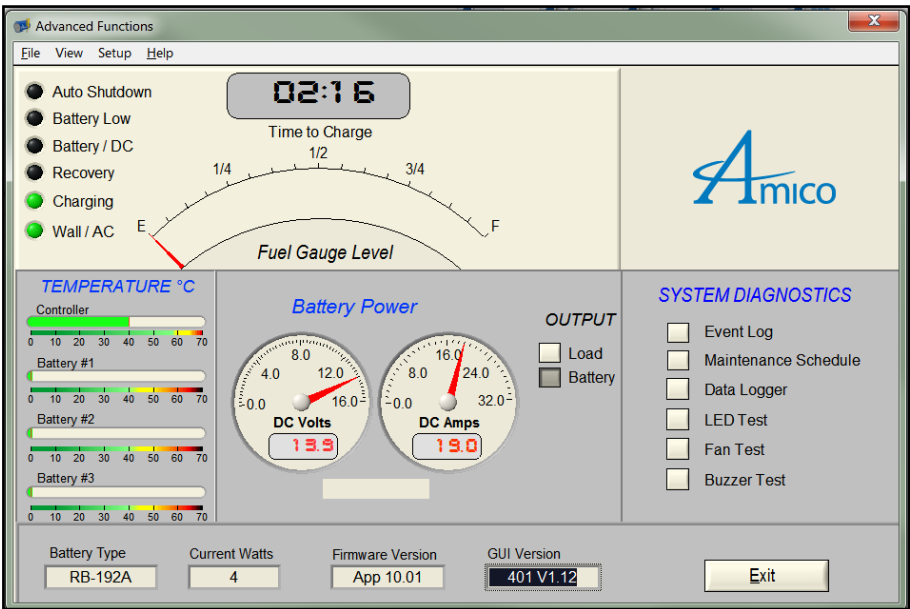 Advanced Functions
File View Setup Help
Auto Shutdown
Battery Low
Battery / DC
Recovery
Charging
Wall / AC
02:16
Time to Charge
E 1/4 1/2 3/4 F
Fuel Gauge Level
Amico
TEMPERATURE °C
Controller
0 10 20 30 40 50 60 70
Battery #1
0 10 20 30 40 50 60 70
Battery #2
0 10 20 30 40 50 60 70
Battery #3
0 10 20 30 40 50 60 70
Battery Power
0.0 4.0 8.0 12.0 16.0
DC Volts
13.9
0.0 8.0 16.0 24.0 32.0
DC Amps
19.0
OUTPUT
Load
Battery
SYSTEM DIAGNOSTICS
Event Log
Maintenance Schedule
Data Logger
LED Test
Fan Test
Buzzer Test
Battery Type
RB-192A
Current Watts
4
Firmware Version
App 10.01
GUI Version
401 V1.12
Exit